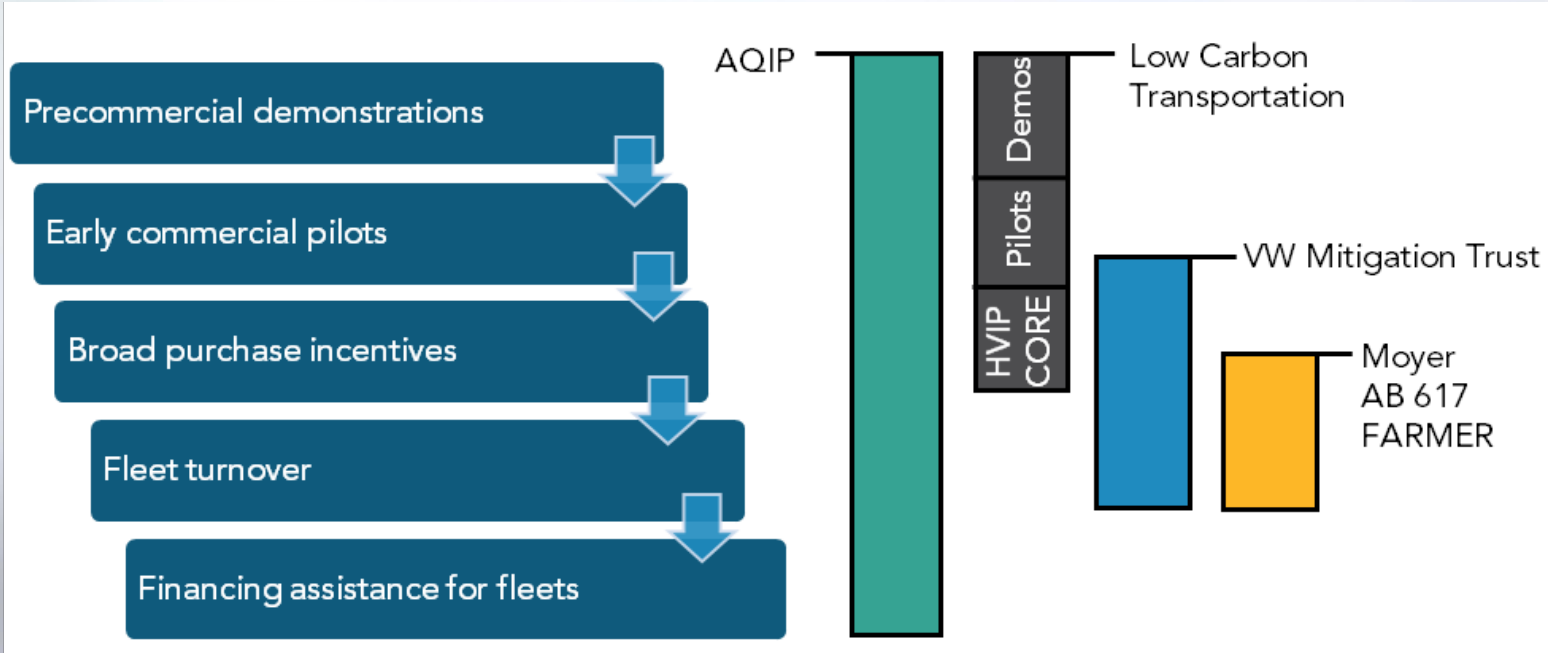 Precommercial demonstrations
Early commercial pilots
Broad purchase incentives
Fleet turnover
Financing assistance for fleets
AQIP
Demos
Pilots
HVIP
CORE
Low Carbon
Transportation
VW Mitigation Trust
Moyer
AB 617
FARMER